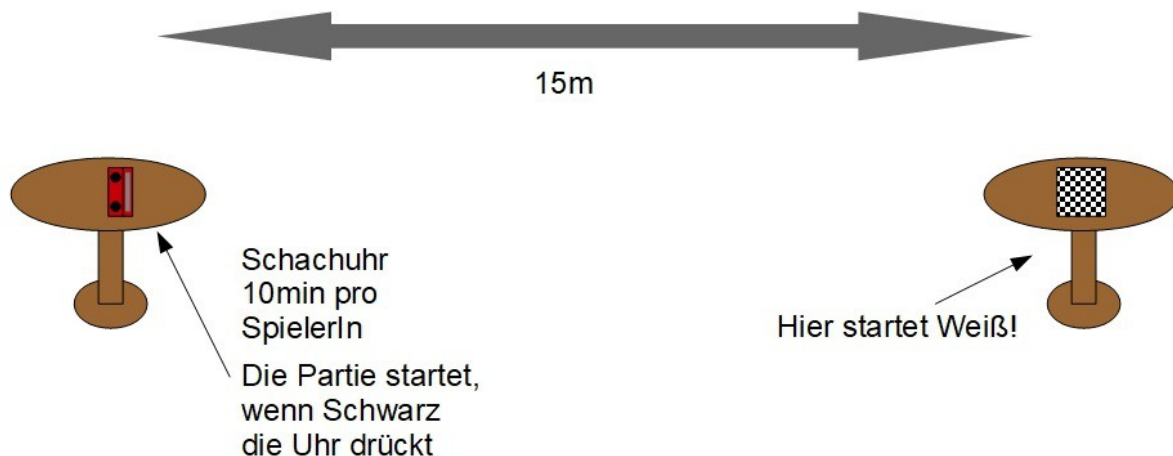 15m
Schachuhr
10min pro
SpielerIn
Die Partie startet,
wenn Schwarz
die Uhr drückt
Hier startet Weiß!